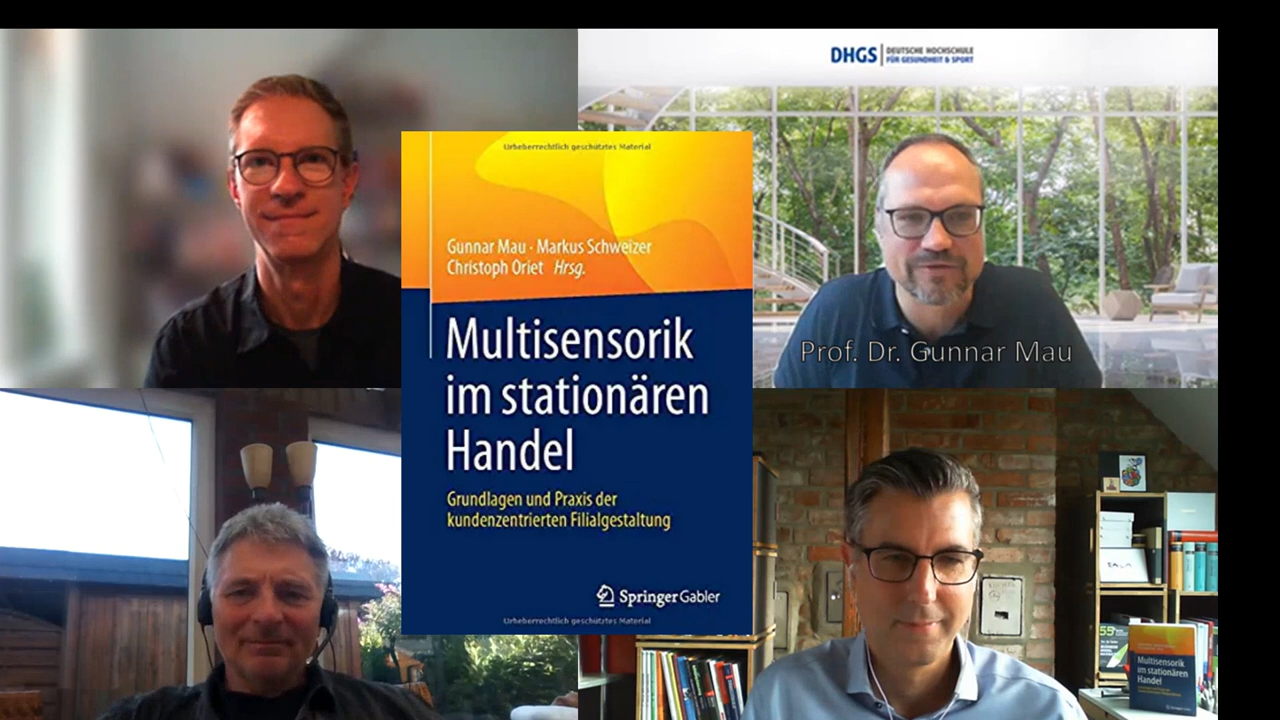 DHGS DEUTSCHE HOCHSCHULE
FÜR GESUNDHEIT & SPORT
Urheberrechtlich geschütztes Material
Gunnar Mau · Markus Schweizer
Christoph Oriet Hrsg.
Multisensorik
im stationären
Handel
Grundlagen und Praxis der
kundenzentrierten Filialgestaltung
Springer Gabler
Urheberrechtlich geschütztes Material
Prof. Dr. Gunnar Mau
Multisensorik
im stationären
Handel